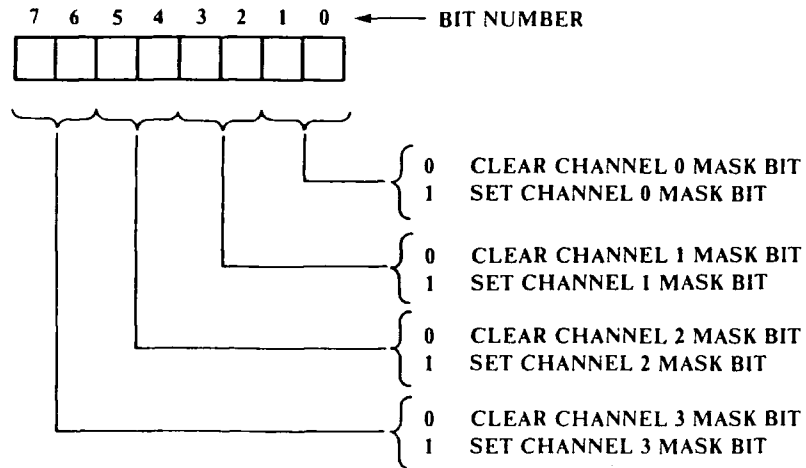 7 6 5 4 3 2 1 0 BIT NUMBER
0 CLEAR CHANNEL 0 MASK BIT
1 SET CHANNEL 0 MASK BIT
0 CLEAR CHANNEL 1 MASK BIT
1 SET CHANNEL 1 MASK BIT
0 CLEAR CHANNEL 2 MASK BIT
1 SET CHANNEL 2 MASK BIT
0 CLEAR CHANNEL 3 MASK BIT
1 SET CHANNEL 3 MASK BIT